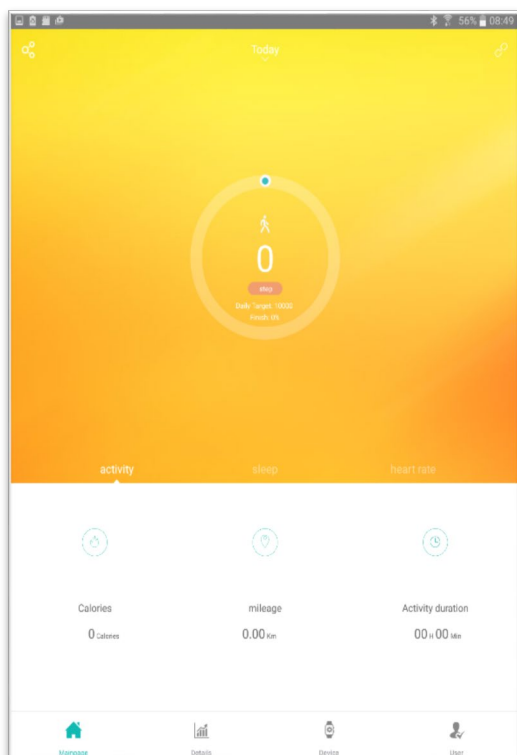 56% 08:49
Today
0
step
Daily Target: 10000
Finish: 0%
activity sleep heart rate
Calories mileage Activity duration
0 Calories 0.00 Km 00 H 00 Min
Homepage Details Device User